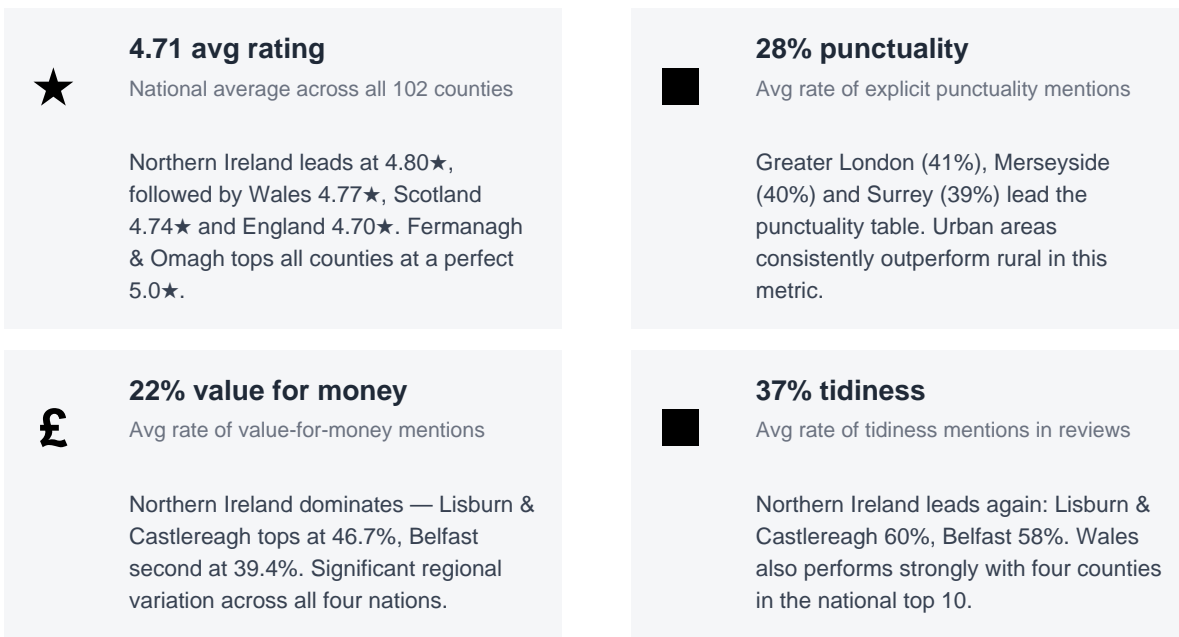 4.71 avg rating
National average across all 102 counties
Northern Ireland leads at 4.80★,
followed by Wales 4.77★, Scotland
4.74★ and England 4.70★. Fermanagh
& Omagh tops all counties at a perfect
5.0★.
28% punctuality
Avg rate of explicit punctuality mentions
Greater London (41%), Merseyside
(40%) and Surrey (39%) lead the
punctuality table. Urban areas
consistently outperform rural in this
metric.
£
22% value for money
Avg rate of value-for-money mentions
Northern Ireland dominates — Lisburn &
Castlereagh tops at 46.7%, Belfast
second at 39.4%. Significant regional
variation across all four nations.
37% tidiness
Avg rate of tidiness mentions in reviews
Northern Ireland leads again: Lisburn &
Castlereagh 60%, Belfast 58%. Wales
also performs strongly with four counties
in the national top 10.